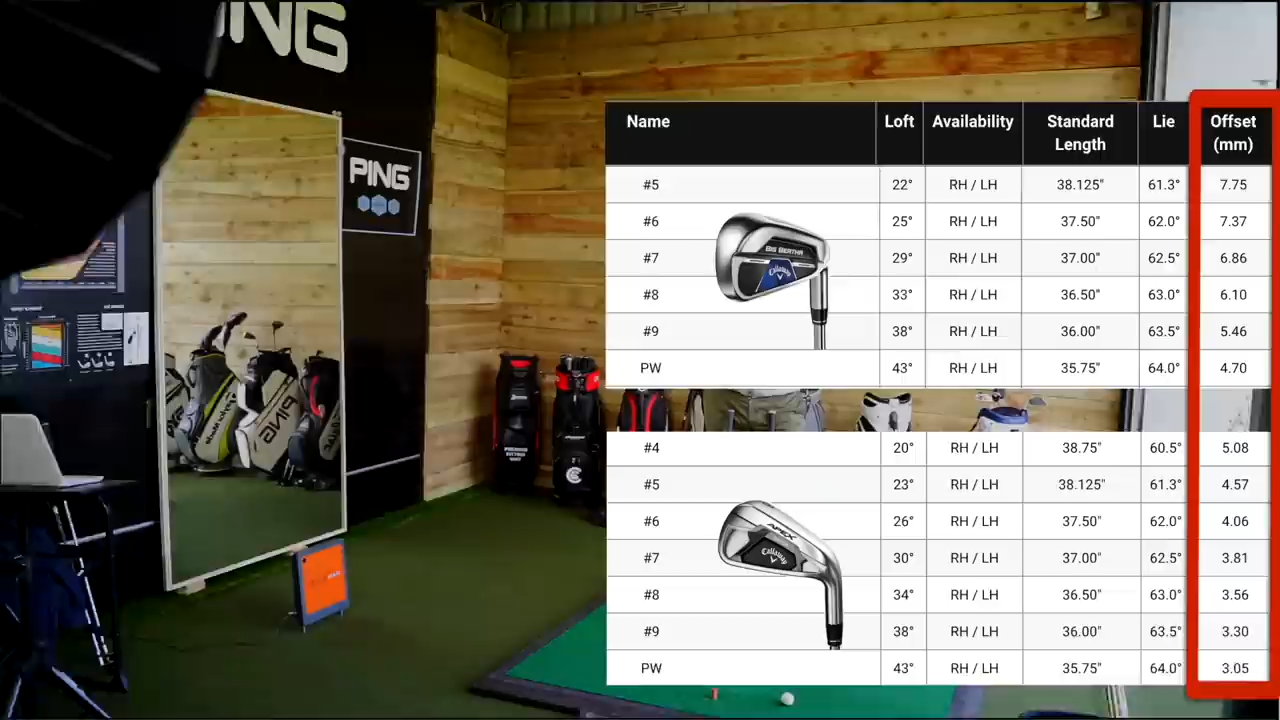 PING
PING
Name Loft Availability Standard Length Lie Offset (mm)
#5 22° RH / LH 38.125" 61.3° 7.75
#6 25° RH / LH 37.50" 62.0° 7.37
#7 29° RH / LH 37.00" 62.5° 6.86
#8 33° RH / LH 36.50" 63.0° 6.10
#9 38° RH / LH 36.00" 63.5° 5.46
PW 43° RH / LH 35.75" 64.0° 4.70
BIG BERTHA
Callaway
#4 20° RH / LH 38.75" 60.5° 5.08
#5 23° RH / LH 38.125" 61.3° 4.57
#6 26° RH / LH 37.50" 62.0° 4.06
#7 30° RH / LH 37.00" 62.5° 3.81
#8 34° RH / LH 36.50" 63.0° 3.56
#9 38° RH / LH 36.00" 63.5° 3.30
PW 43° RH / LH 35.75" 64.0° 3.05
APEX
Callaway
PING